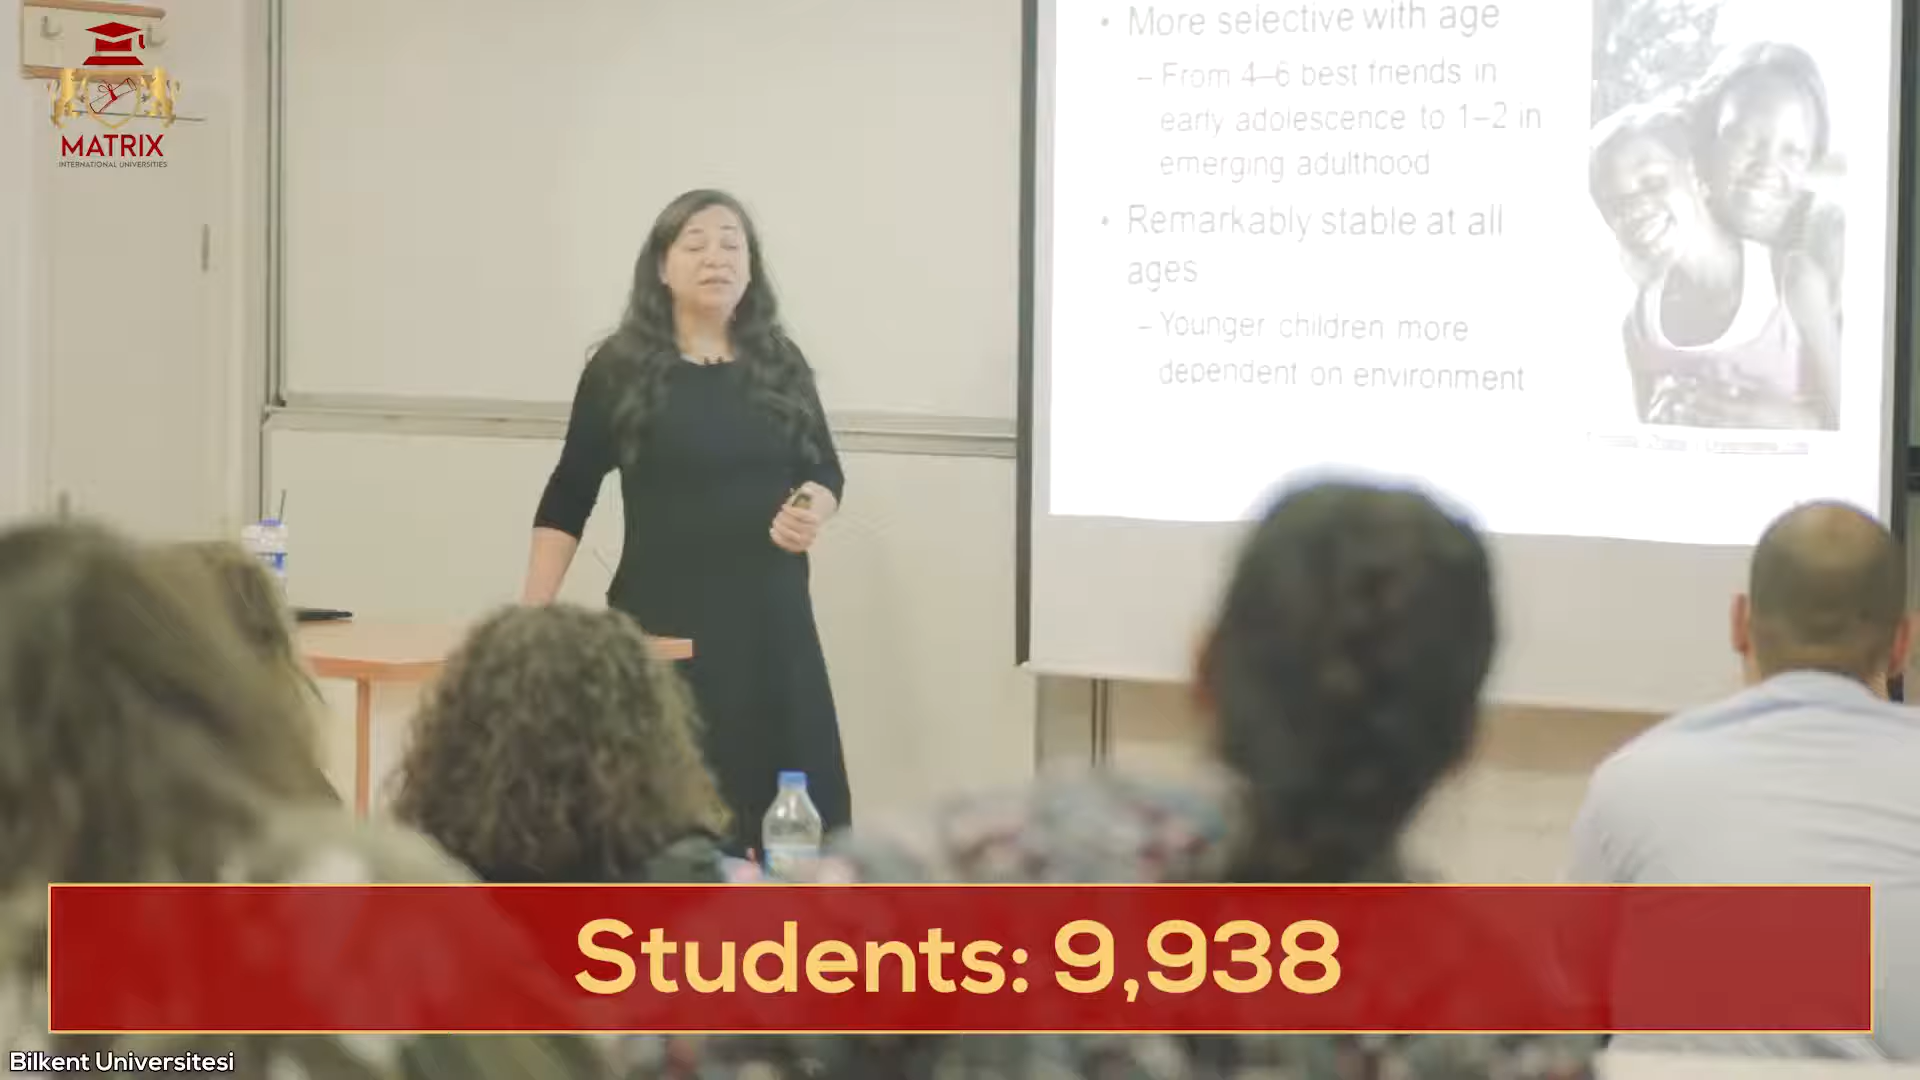 MATRIX
INTERNATIONAL UNIVERSITIES
• More selective with age
– From 4–6 best friends in
early adolescence to 1–2 in
emerging adulthood
• Remarkably stable at all
ages
– Younger children more
dependent on environment
Students: 9,938
Bilkent Universitesi